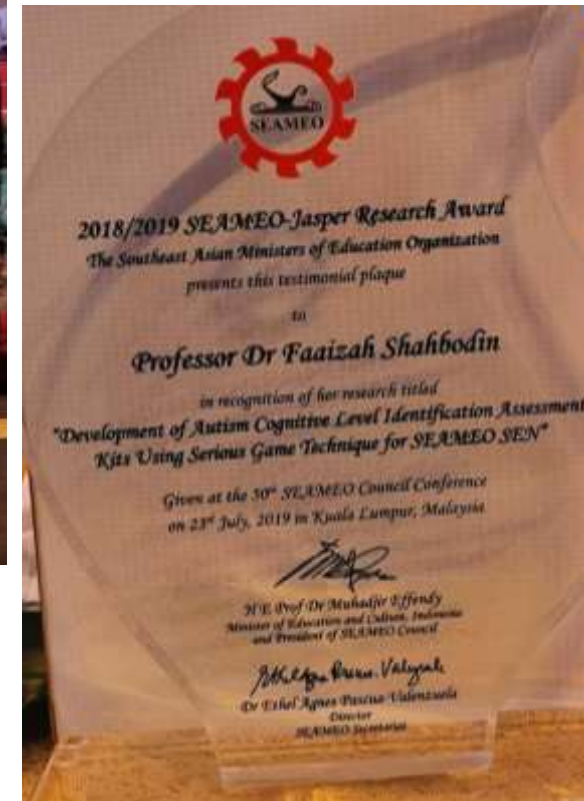 SEAMEO
2018/2019 SEAMEO-Jasper Research Award
The Southeast Asian Ministers of Education Organization
presents this testimonial plaque
to
Professor Dr Faaizah Shahbodin
in recognition of her research titled
"Development of Autism Cognitive Level Identification Assessment
Kits Using Serious Game Technique for SEAMEO SEN"
Given at the 50th SEAMEO Council Conference
on 23rd July, 2019 in Kuala Lumpur, Malaysia
H.E. Prof Dr Muhadjir Effendy
Minister of Education and Culture, Indonesia
and President of SEAMEO Council
Dr Ethel Agnes Pascua-Valenzuela
Director
SEAMEO Secretariat